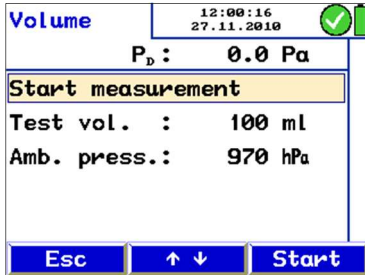 Volume
12:00:16
27.11.2010
PD: 0.0 Pa
Start measurement
Test vol. : 100 ml
Amb. press.: 970 hPa
Esc ↑ ↓ Start